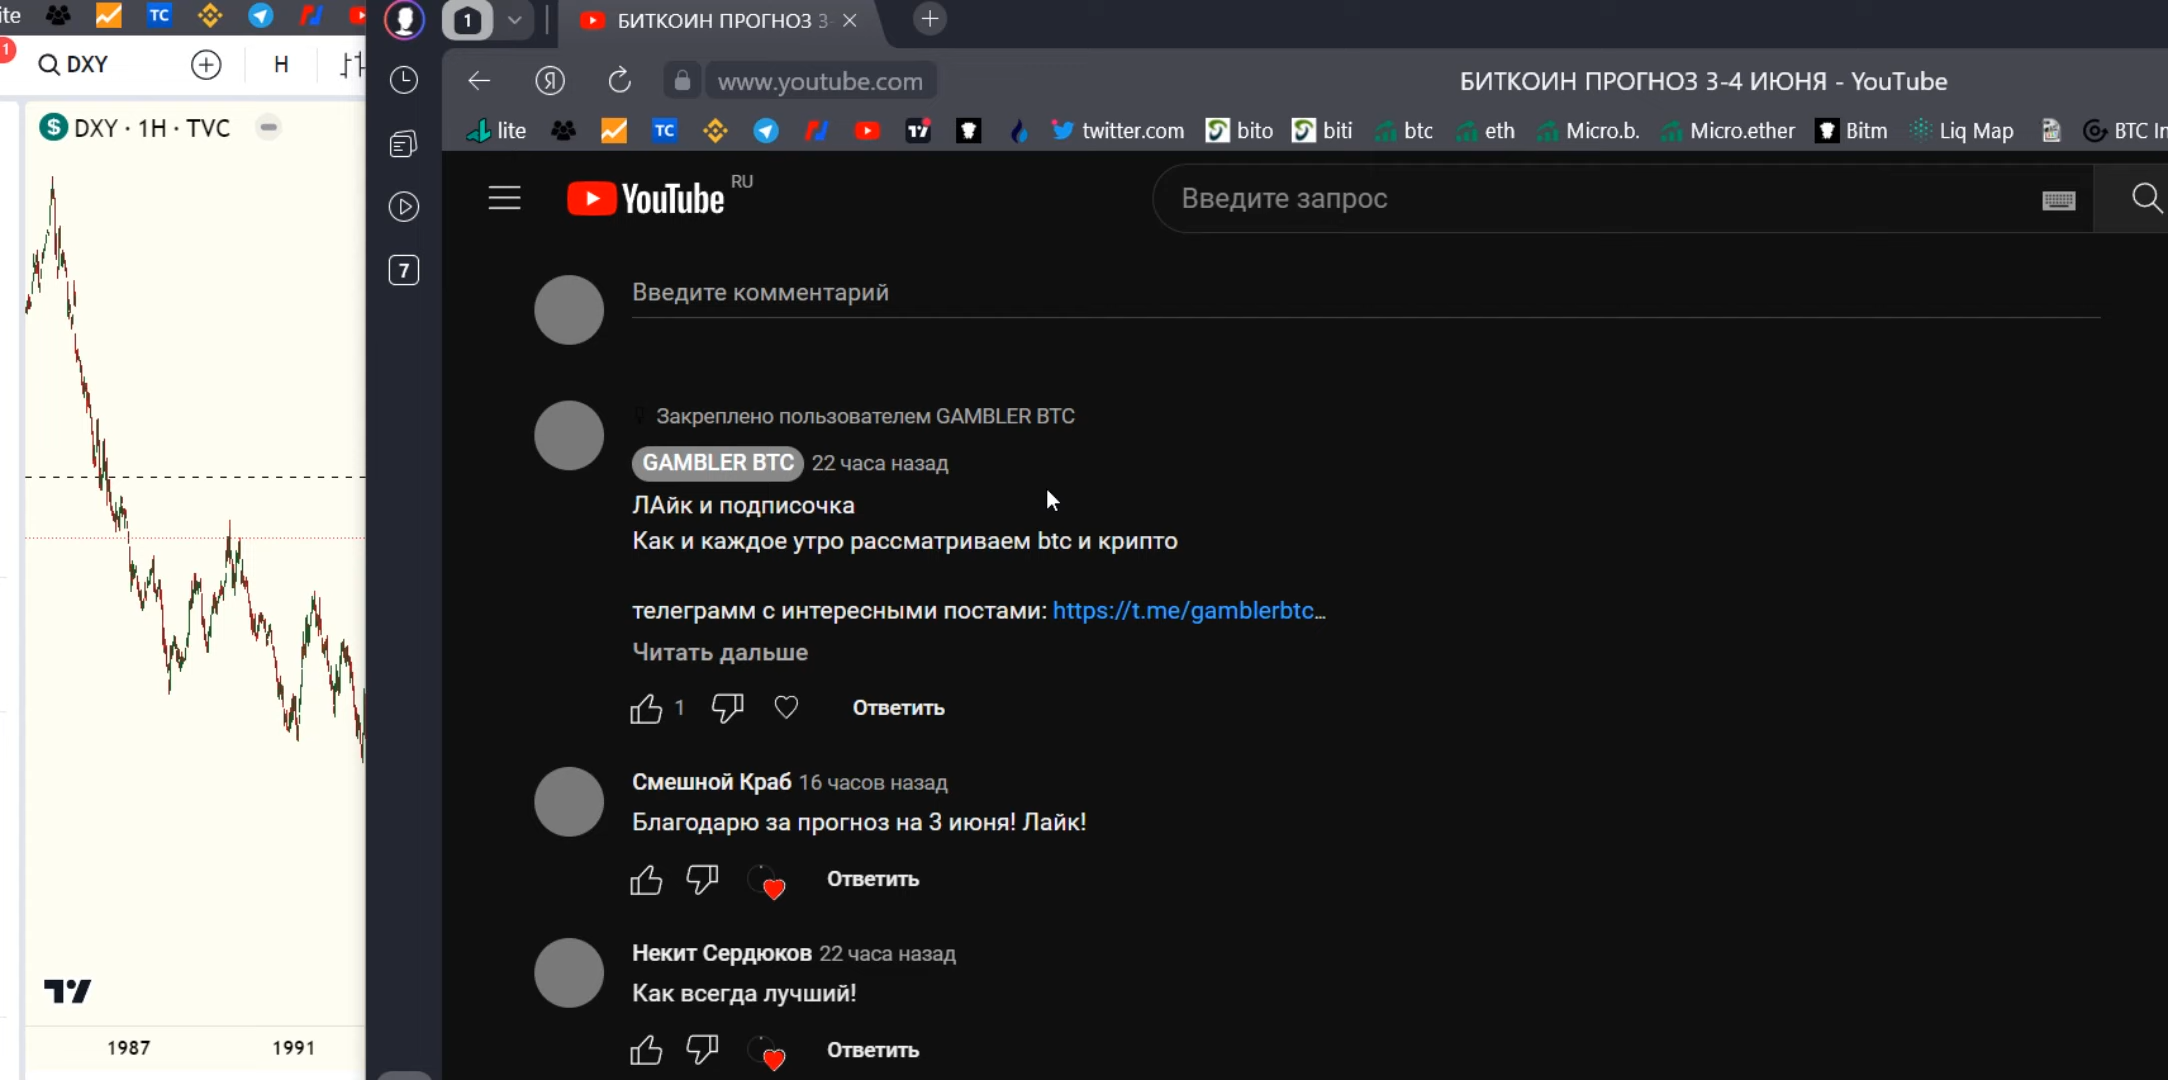 ite
TC
1
DXY
H
DXY · 1H · TVC
1987
1991
1
БИТКОИН ПРОГНОЗ 3-
Я
www.youtube.com
БИТКОИН ПРОГНОЗ 3-4 ИЮНЯ - YouTube
lite
TC
twitter.com
bito
biti
btc
eth
Micro.b.
Micro.ether
Bitm
Liq Map
BTC In
7
YouTube RU
Введите запрос
Введите комментарий
Закреплено пользователем GAMBLER BTC
GAMBLER BTC 22 часа назад
ЛАйк и подписочка
Как и каждое утро рассматриваем btc и крипто
телеграмм с интересными постами: https://t.me/gamblerbtc...
Читать дальше
1
Ответить
Смешной Краб 16 часов назад
Благодарю за прогноз на 3 июня! Лайк!
Ответить
Некит Сердюков 22 часа назад
Как всегда лучший!
Ответить